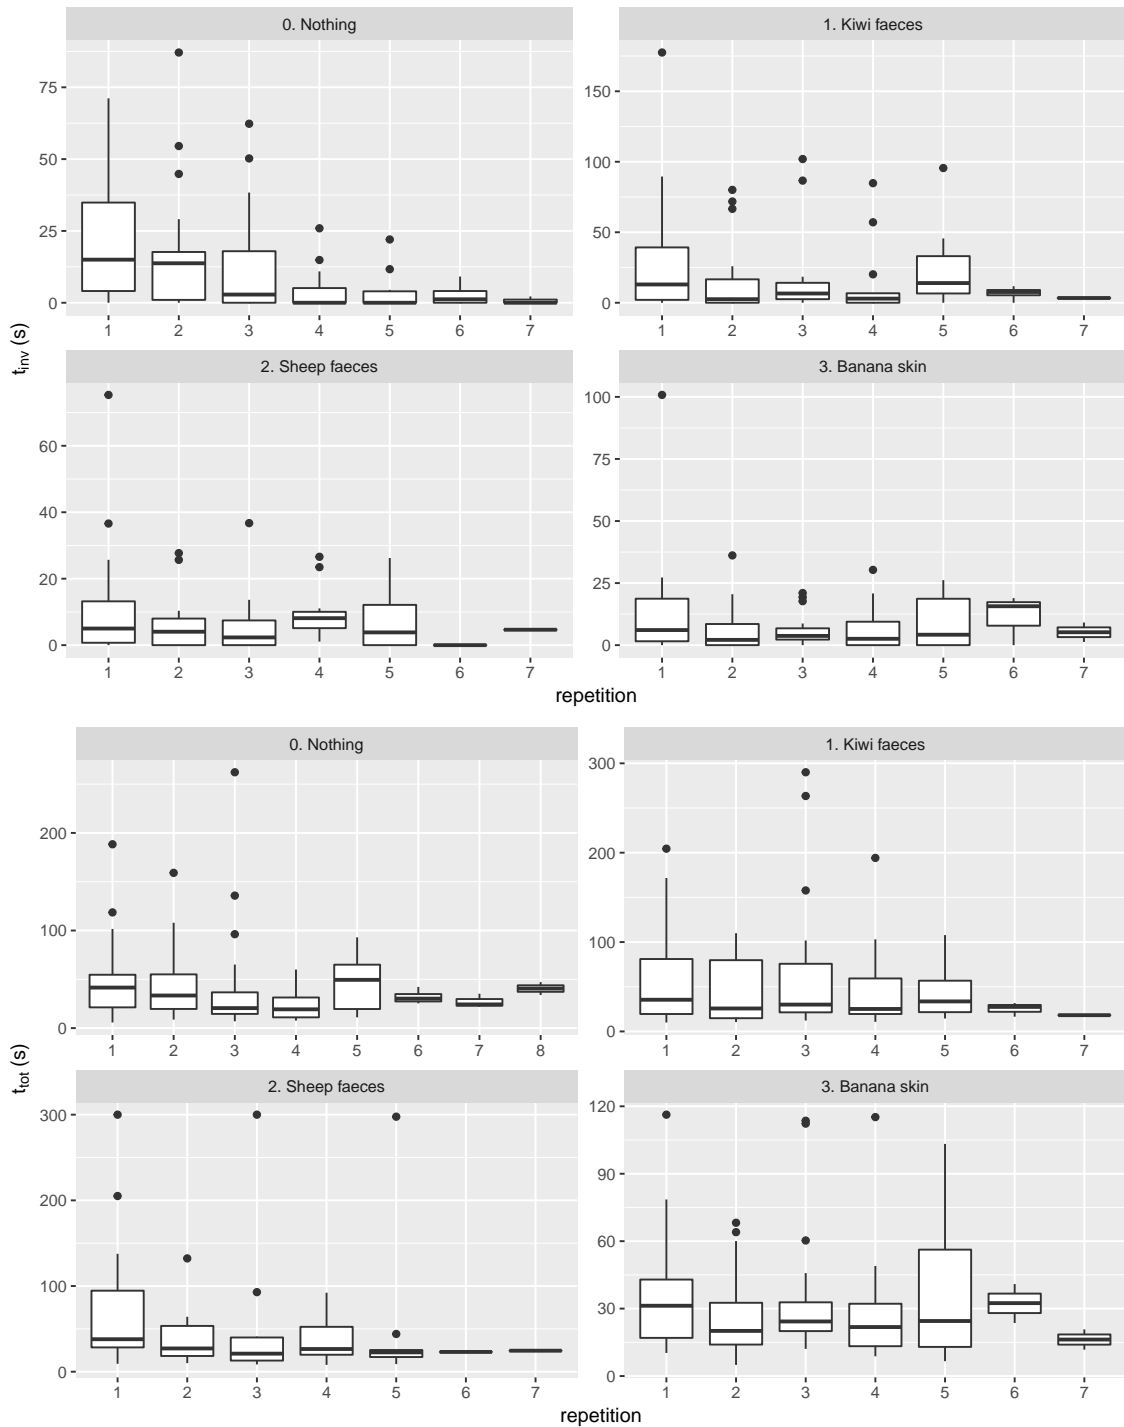 0. Nothing
1. Kiwi faeces
75
50
25
0
150
100
50
0
1 2 3 4 5 6 7
1 2 3 4 5 6 7
t_inv (s)
2. Sheep faeces
3. Banana skin
60
40
20
0
100
75
50
25
0
1 2 3 4 5 6 7
1 2 3 4 5 6 7
repetition
0. Nothing
1. Kiwi faeces
200
100
0
300
200
100
0
1 2 3 4 5 6 7 8
1 2 3 4 5 6 7
t_tot (s)
2. Sheep faeces
3. Banana skin
300
200
100
0
120
90
60
30
0
1 2 3 4 5 6 7
1 2 3 4 5 6 7
repetition